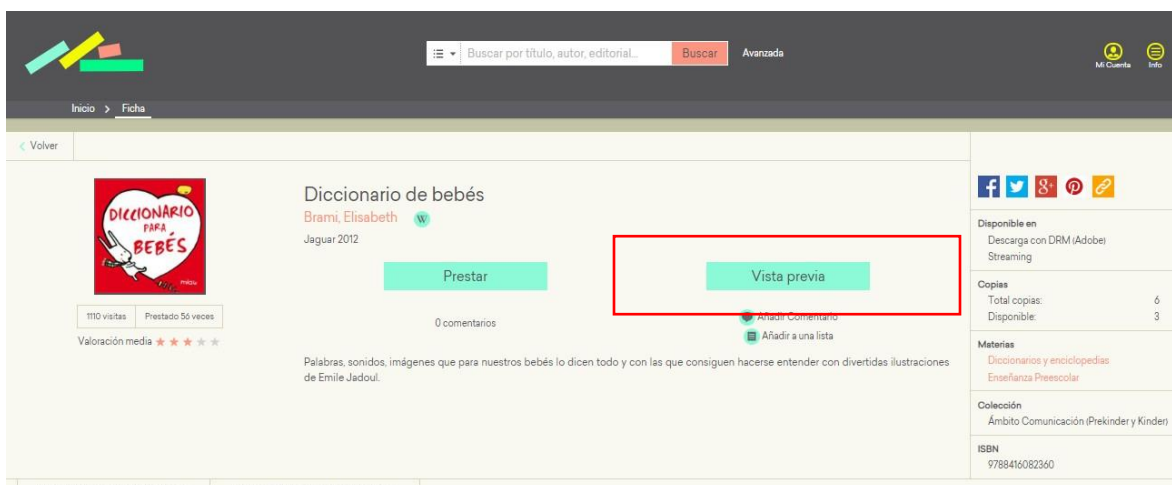 Buscar por título, autor, editorial...
Buscar
Avanzada
Mi Cuenta
Info
Inicio > Ficha
Volver
DICCIONARIO
PARA
BEBÉS
miau
1110 visitas
Prestado 56 veces
Valoración media
Diccionario de bebés
Brami, Elisabeth W
Jaguar 2012
Prestar
Vista previa
0 comentarios
Añadir Comentario
Añadir a una lista
Palabras, sonidos, imágenes que para nuestros bebés lo dicen todo y con las que consiguen hacerse entender con divertidas ilustraciones
de Emile Jadoul.
Disponible en
Descarga con DRM (Adobe)
Streaming
Copias
Total copias: 6
Disponible: 3
Materias
Diccionarios y enciclopedias
Enseñanza Preescolar
Colección
Ámbito Comunicación (Prekinder y Kinder)
ISBN
9788416082360